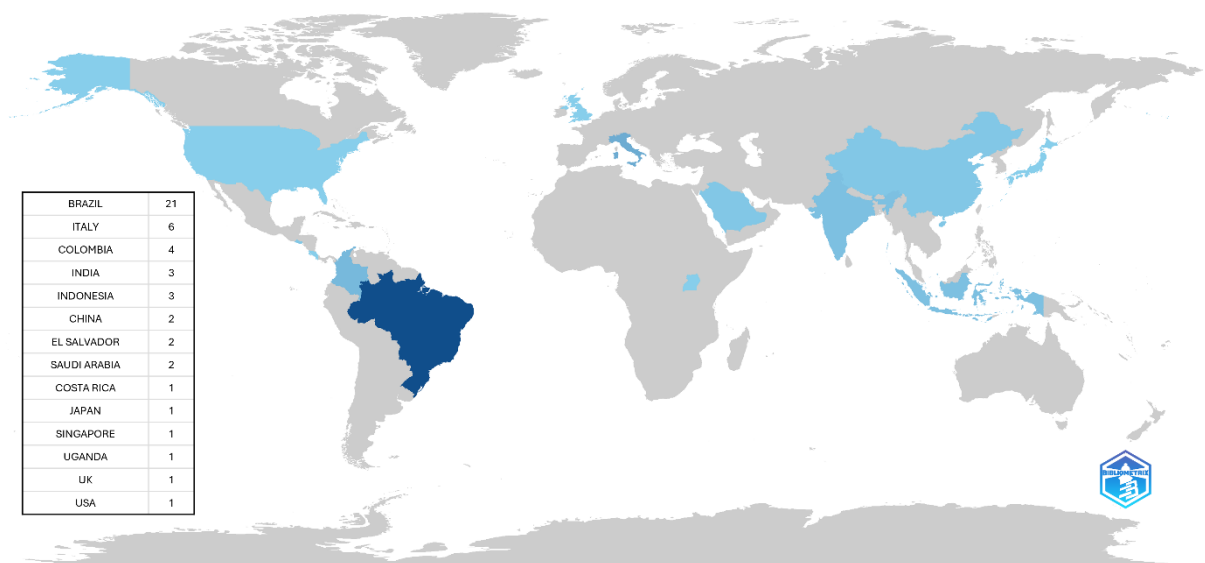 BRAZIL 21
ITALY 6
COLOMBIA 4
INDIA 3
INDONESIA 3
CHINA 2
EL SALVADOR 2
SAUDI ARABIA 2
COSTA RICA 1
JAPAN 1
SINGAPORE 1
UGANDA 1
UK 1
USA 1
BIBLIOMETRIX